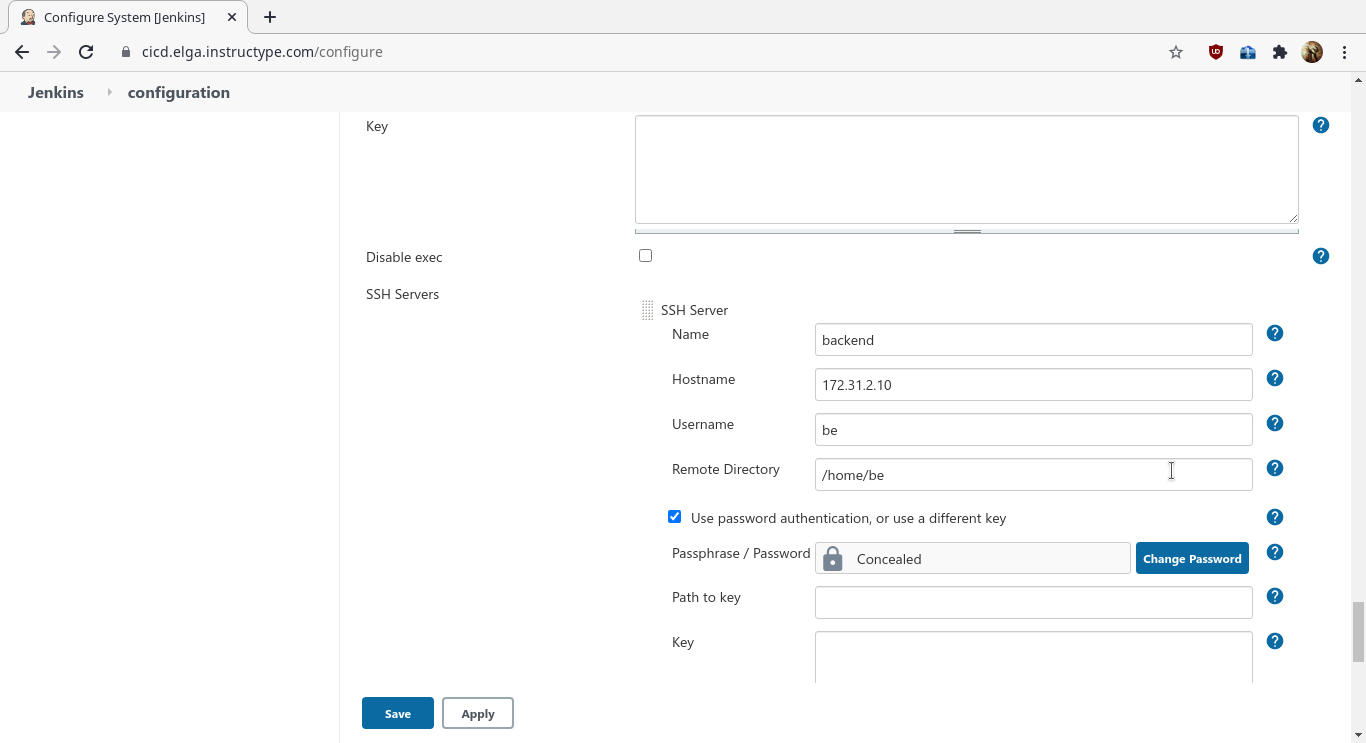 Configure System [Jenkins]
cicd.elga.instructype.com/configure
Jenkins
configuration
Key
Disable exec
SSH Servers
SSH Server
Name
backend
Hostname
172.31.2.10
Username
be
Remote Directory
/home/be
Use password authentication, or use a different key
Passphrase / Password
Concealed
Change Password
Path to key
Key
Save
Apply